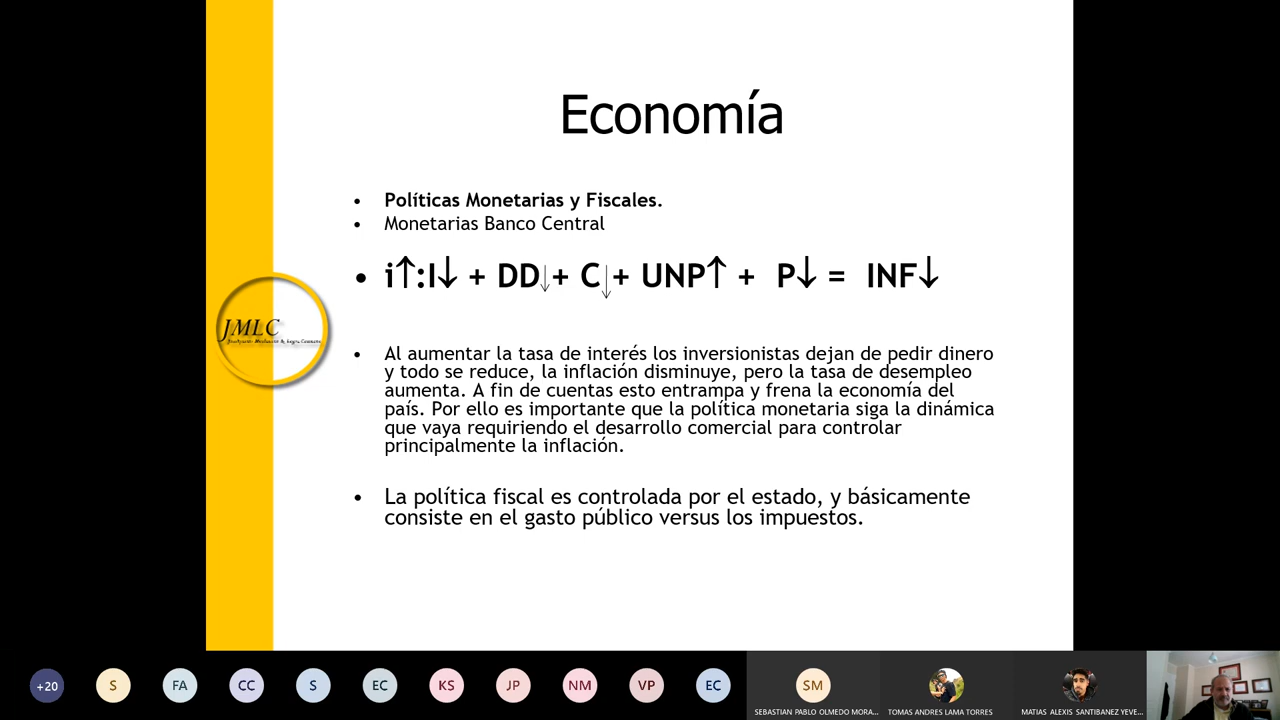 Economía
• Políticas Monetarias y Fiscales.
• Monetarias Banco Central
• i↑:I↓ + DD↓+ C↓+ UNP↑ + P↓ = INF↓
JMLC
• Al aumentar la tasa de interés los inversionistas dejan de pedir dinero
y todo se reduce, la inflación disminuye, pero la tasa de desempleo
aumenta. A fin de cuentas esto entrampa y frena la economía del
país. Por ello es importante que la política monetaria siga la dinámica
que vaya requiriendo el desarrollo comercial para controlar
principalmente la inflación.
• La política fiscal es controlada por el estado, y básicamente
consiste en el gasto público versus los impuestos.
+20 S FA CC S EC KS JP NM VP EC SM
SEBASTIAN PABLO OLMEDO MORA... TOMAS ANDRES LAMA TORRES MATIAS ALEXIS SANTIBANEZ YEVE...